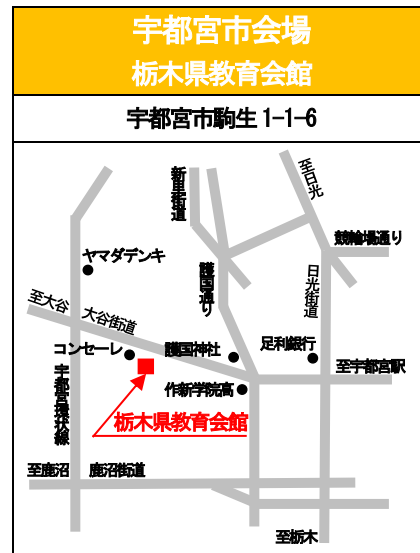 宇都宮市会場
栃木県教育会館
宇都宮市駒生1-1-6
至日光
新里街道
競輪場通り
ヤマダデンキ
護国通り
日光街道
至大谷
大谷街道
コンセーレ
護国神社
足利銀行
至宇都宮駅
宇都宮環状線
作新学院高
栃木県教育会館
至鹿沼
鹿沼街道
至栃木